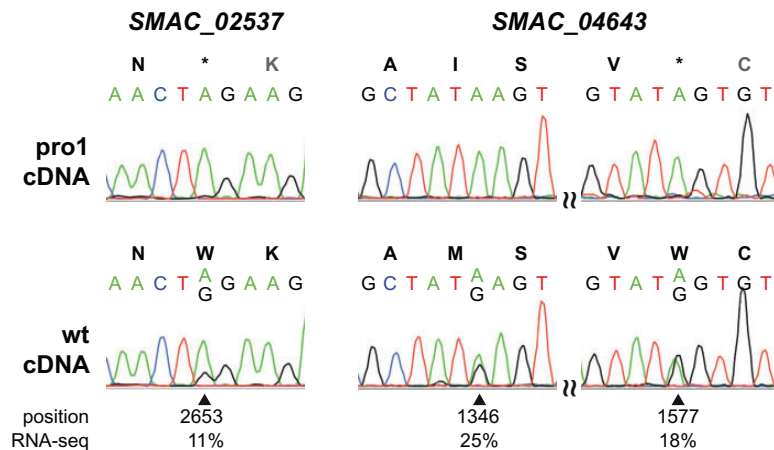 SMAC_02537 SMAC_04643
N * K A I S V * C
A A C T A G A A G G C T A T A A G T G T A T A G T G T
pro1
cDNA
N W K A M S V W C
A A C T A G A A G G C T A T A A G T G T A T A G T G T
G G G
wt
cDNA
position 2653 1346 1577
RNA-seq 11% 25% 18%